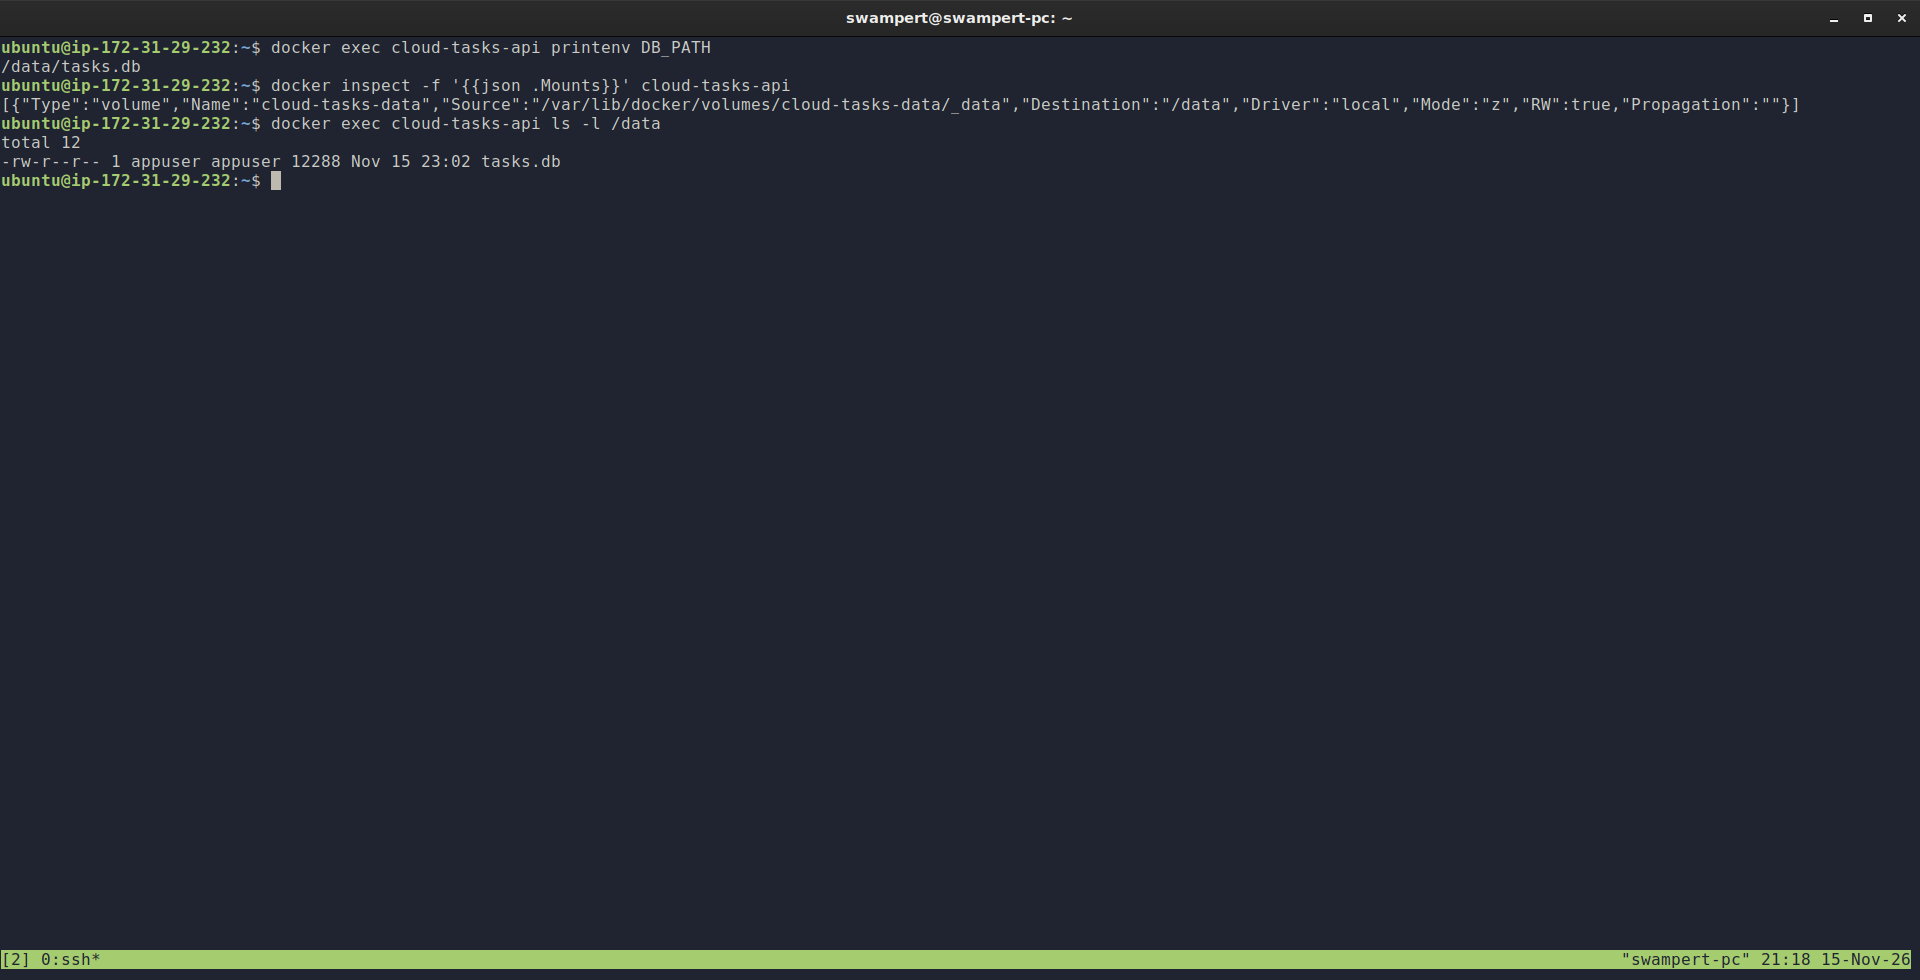 swampert@swampert-pc: ~
ubuntu@ip-172-31-29-232:~$ docker exec cloud-tasks-api printenv DB_PATH
/data/tasks.db
ubuntu@ip-172-31-29-232:~$ docker inspect -f '{{json .Mounts}}' cloud-tasks-api
[{"Type":"volume","Name":"cloud-tasks-data","Source":"/var/lib/docker/volumes/cloud-tasks-data/_data","Destination":"/data","Driver":"local","Mode":"z","RW":true,"Propagation":""}]
ubuntu@ip-172-31-29-232:~$ docker exec cloud-tasks-api ls -l /data
total 12
-rw-r--r-- 1 appuser appuser 12288 Nov 15 23:02 tasks.db
ubuntu@ip-172-31-29-232:~$
[2] 0:ssh* "swampert-pc" 21:18 15-Nov-26